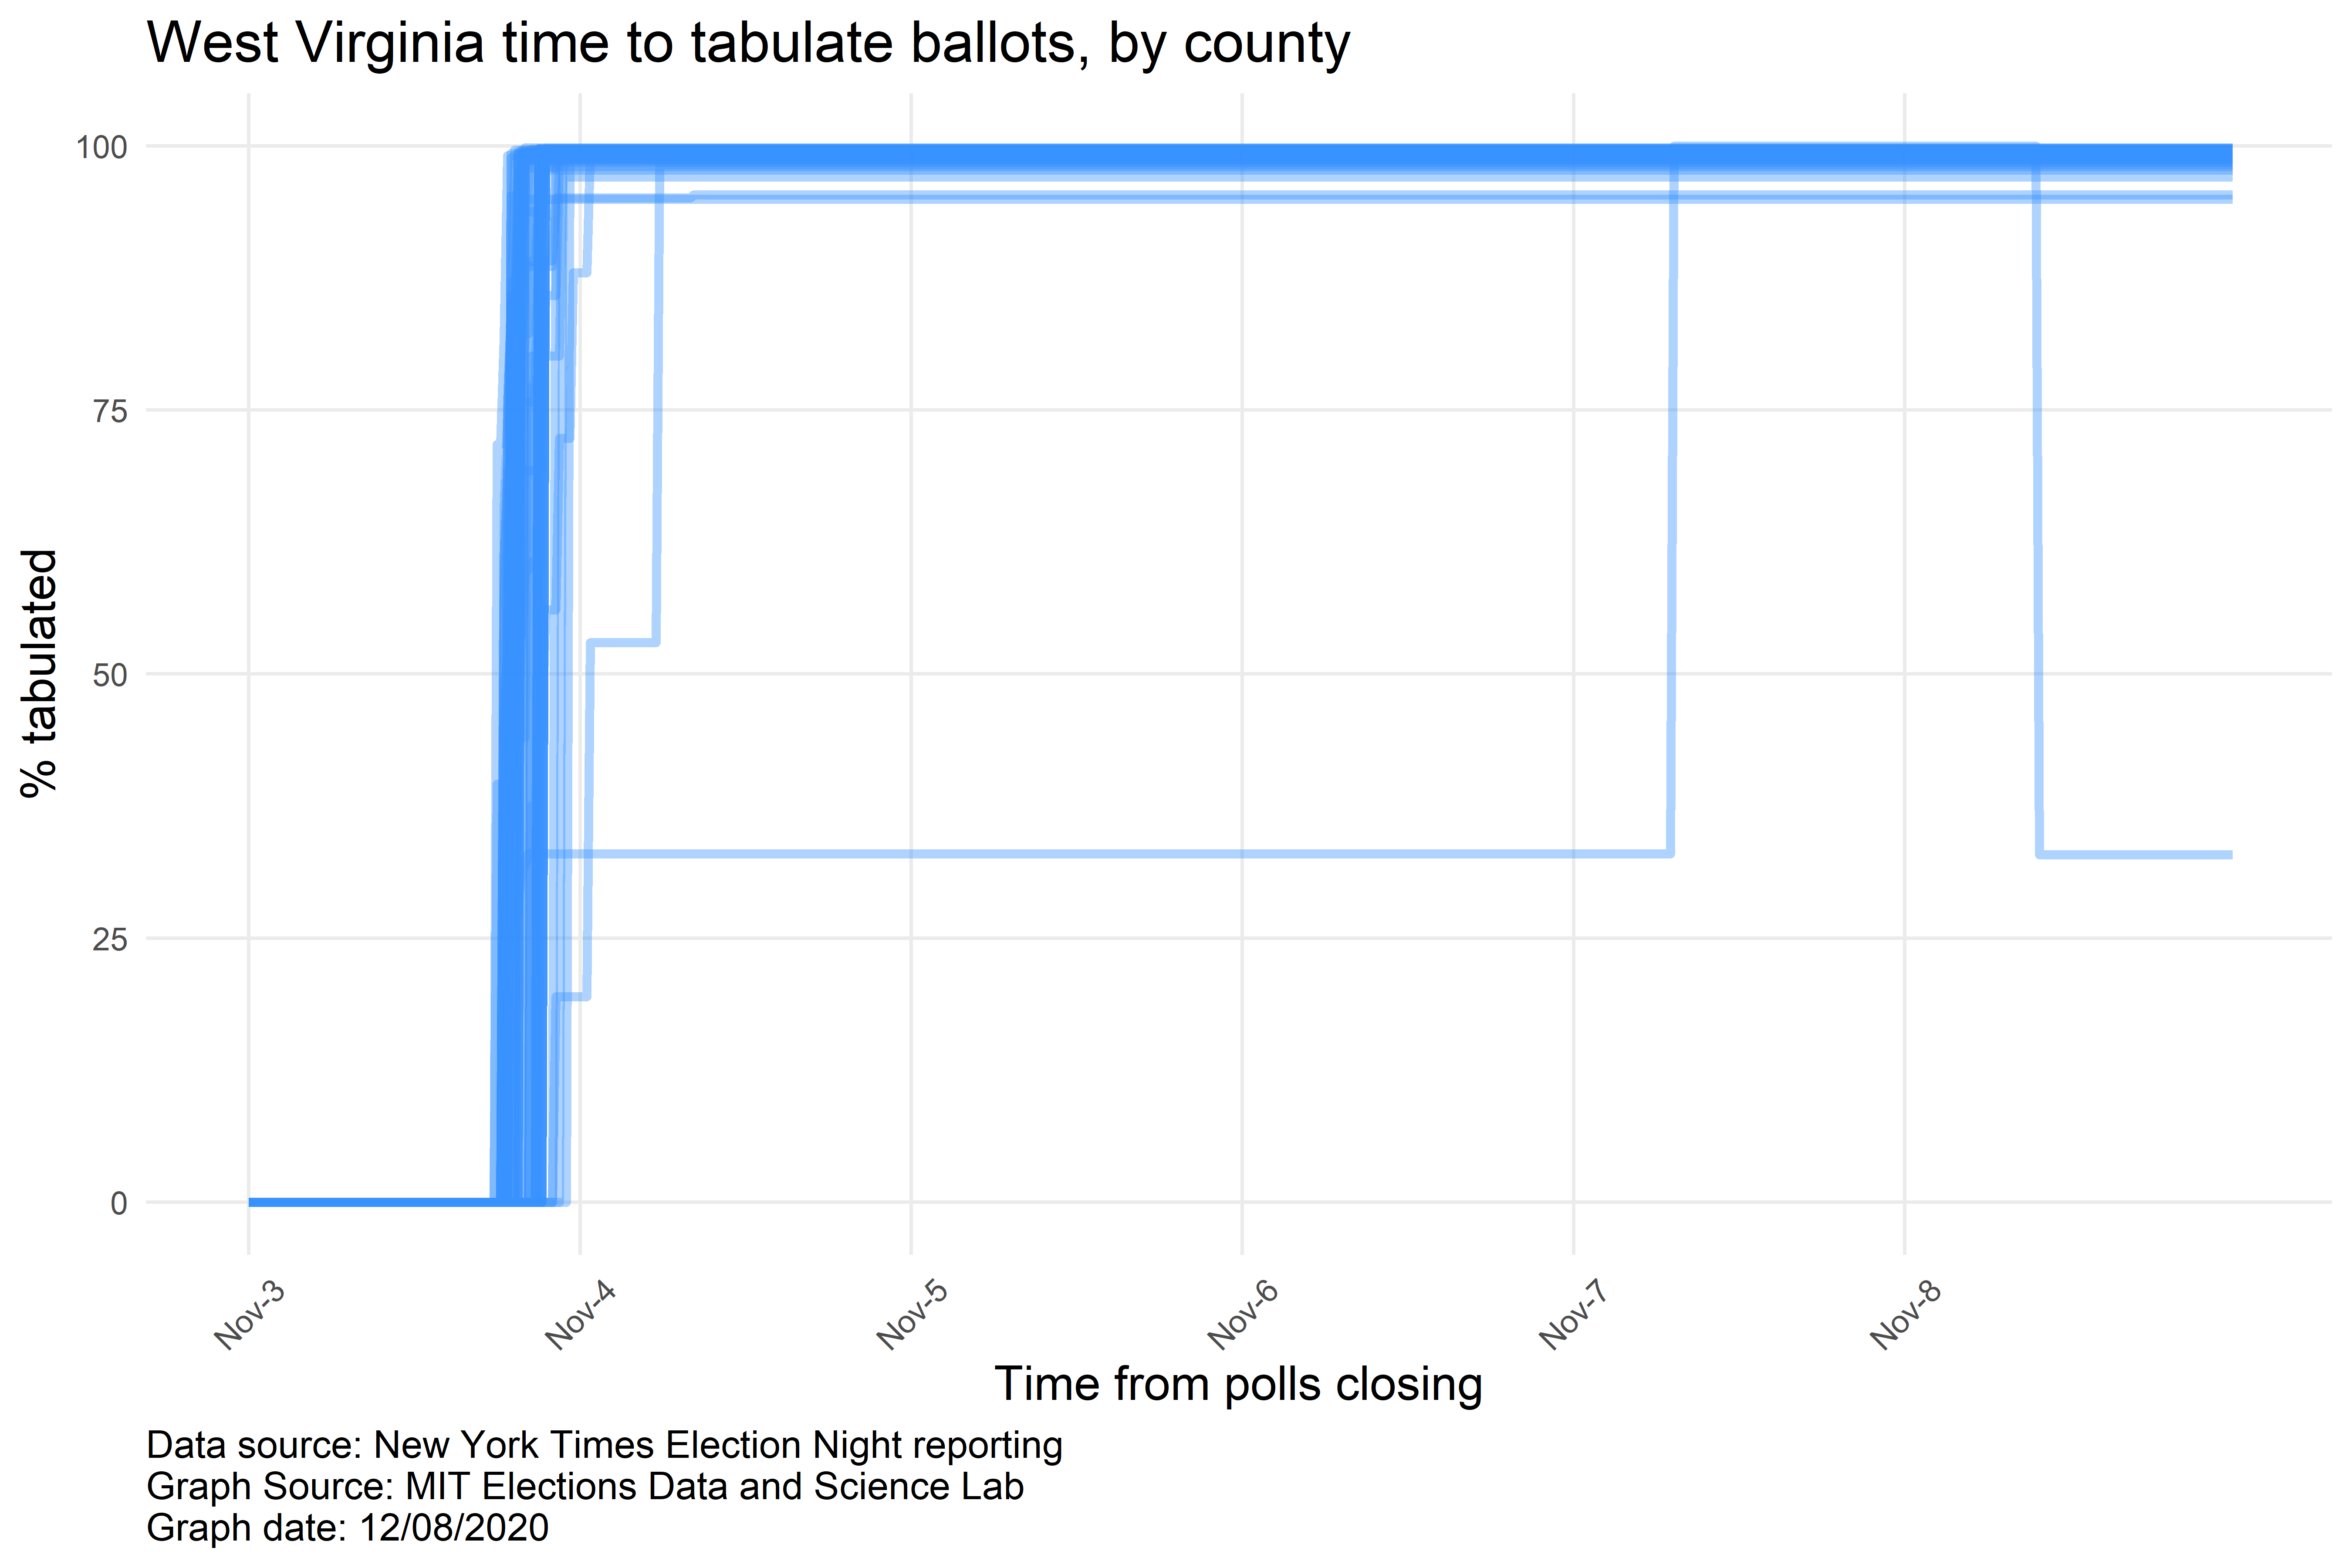 West Virginia time to tabulate ballots, by county
100
75
50
25
0
% tabulated
Nov-3
Nov-4
Nov-5
Nov-6
Nov-7
Nov-8
Time from polls closing
Data source: New York Times Election Night reporting
Graph Source: MIT Elections Data and Science Lab
Graph date: 12/08/2020